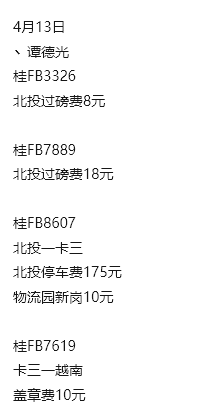 4月13日
丶谭德光
桂FB3326
北投过磅费8元
桂FB7889
北投过磅费18元
桂FB8607
北投一卡三
北投停车费175元
物流园新岗10元
桂FB7619
卡三一越南
盖章费10元